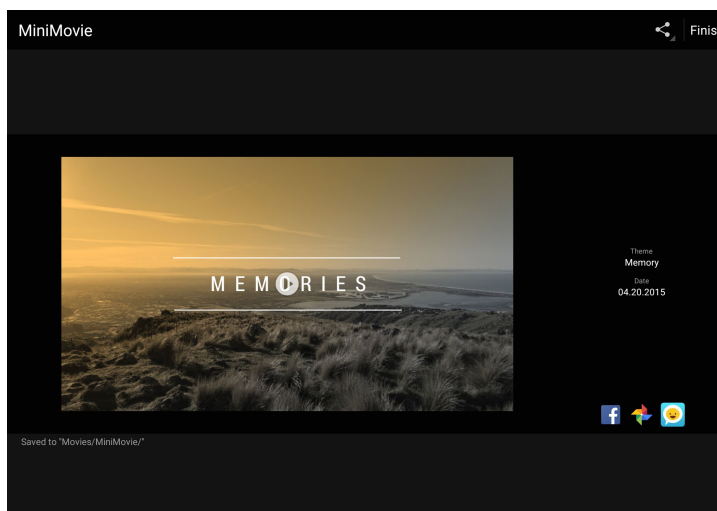 MiniMovie
Finis
MEMORIES
Theme
Memory
Date
04.20.2015
Saved to "Movies/MiniMovie/"